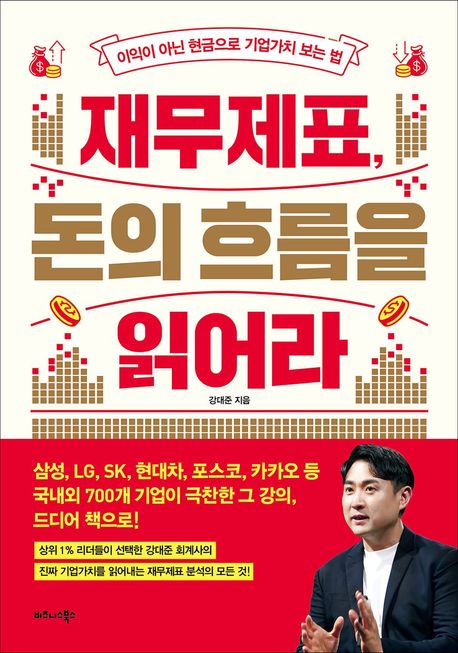 이익이 아닌 현금으로 기업가치 보는 법
재무제표,
돈의 흐름을
읽어라
강대준 지음
삼성, LG, SK, 현대차, 포스코, 카카오 등
국내외 700개 기업이 극찬한 그 강의,
드디어 책으로!
상위 1% 리더들이 선택한 강대준 회계사의
진짜 기업가치를 읽어내는 재무제표 분석의 모든 것!
비즈니스북스